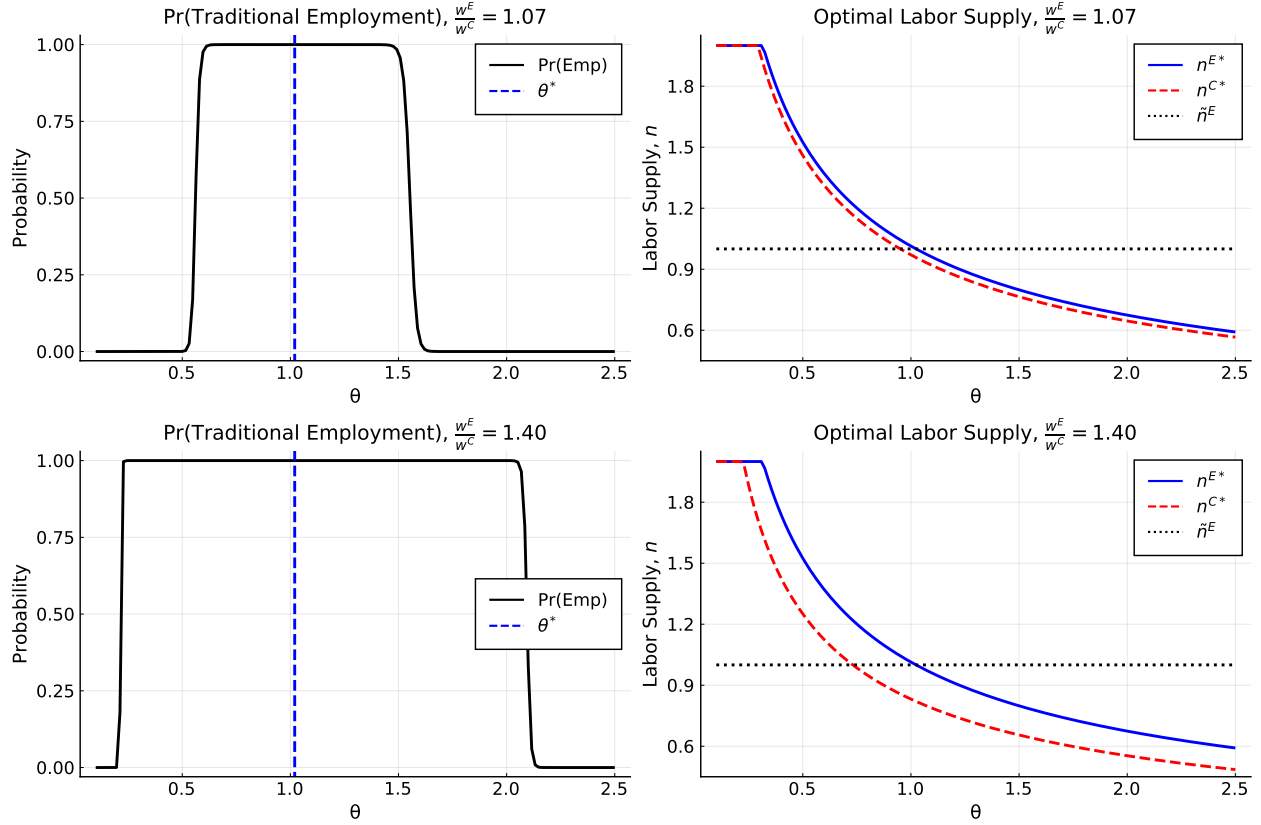 Pr(Traditional Employment), w^E/w^C = 1.07
1.00
0.75
0.50
0.25
0.00
Probability
Pr(Emp)
θ*
0.5 1.0 1.5 2.0 2.5
θ
Optimal Labor Supply, w^E/w^C = 1.07
1.8
1.5
1.2
0.9
0.6
Labor Supply, n
n^{E*}
n^{C*}
ñ^E
0.5 1.0 1.5 2.0 2.5
θ
Pr(Traditional Employment), w^E/w^C = 1.40
1.00
0.75
0.50
0.25
0.00
Probability
Pr(Emp)
θ*
0.5 1.0 1.5 2.0 2.5
θ
Optimal Labor Supply, w^E/w^C = 1.40
1.8
1.5
1.2
0.9
0.6
Labor Supply, n
n^{E*}
n^{C*}
ñ^E
0.5 1.0 1.5 2.0 2.5
θ